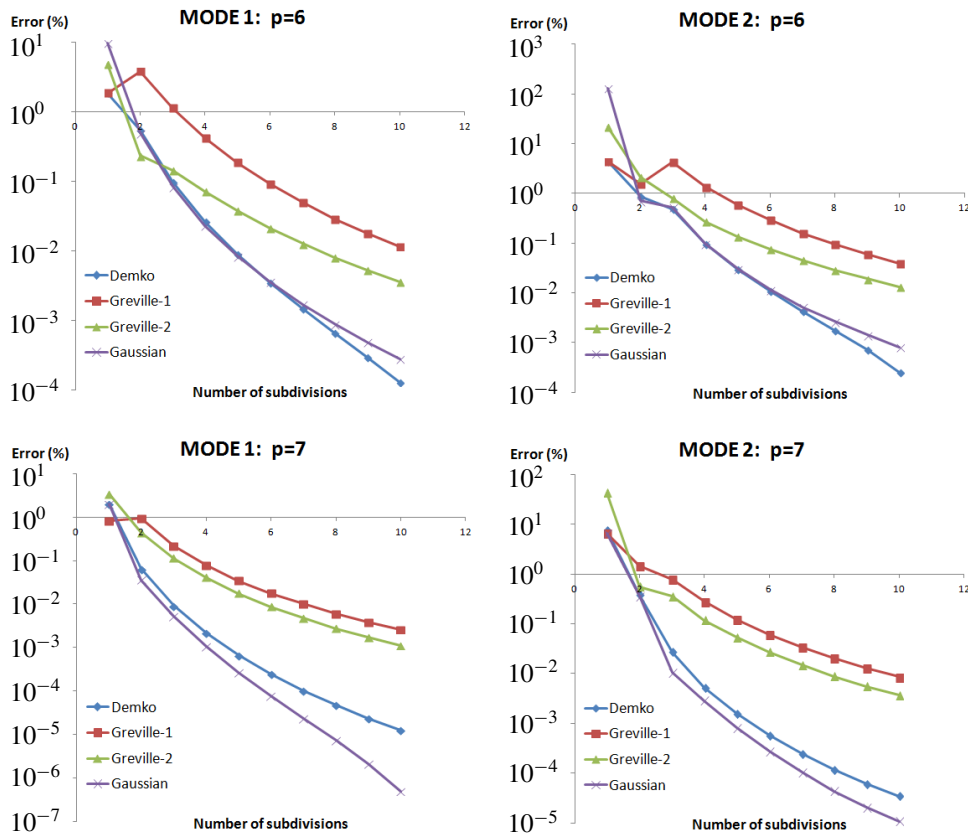 MODE 1: p=6
Error (%)
10^1
10^0
10^-1
10^-2
10^-3
10^-4
0 2 4 6 8 10 12
Demko
Greville-1
Greville-2
Gaussian
Number of subdivisions
MODE 2: p=6
Error (%)
10^3
10^2
10^1
10^0
10^-1
10^-2
10^-3
10^-4
0 2 4 6 8 10 12
Demko
Greville-1
Greville-2
Gaussian
Number of subdivisions
MODE 1: p=7
Error (%)
10^1
10^0
10^-1
10^-2
10^-3
10^-4
10^-5
10^-6
10^-7
0 2 4 6 8 10 12
Demko
Greville-1
Greville-2
Gaussian
Number of subdivisions
MODE 2: p=7
Error (%)
10^2
10^1
10^0
10^-1
10^-2
10^-3
10^-4
10^-5
0 2 4 6 8 10 12
Demko
Greville-1
Greville-2
Gaussian
Number of subdivisions